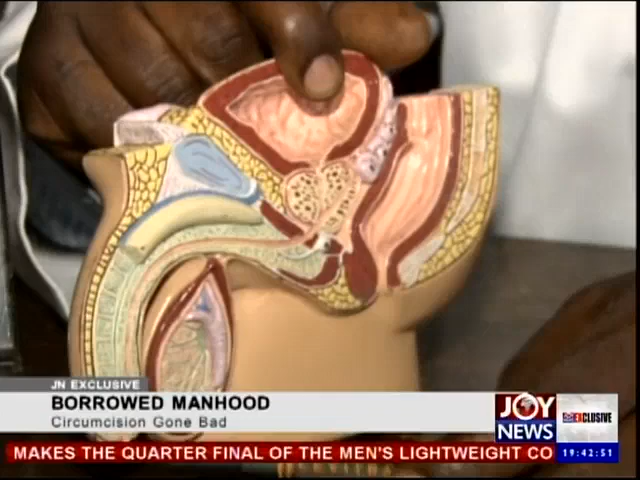 JN EXCLUSIVE
BORROWED MANHOOD
Circumcision Gone Bad
JOY
NEWS
EXCLUSIVE
19:42:51
MAKES THE QUARTER FINAL OF THE MEN'S LIGHTWEIGHT CO